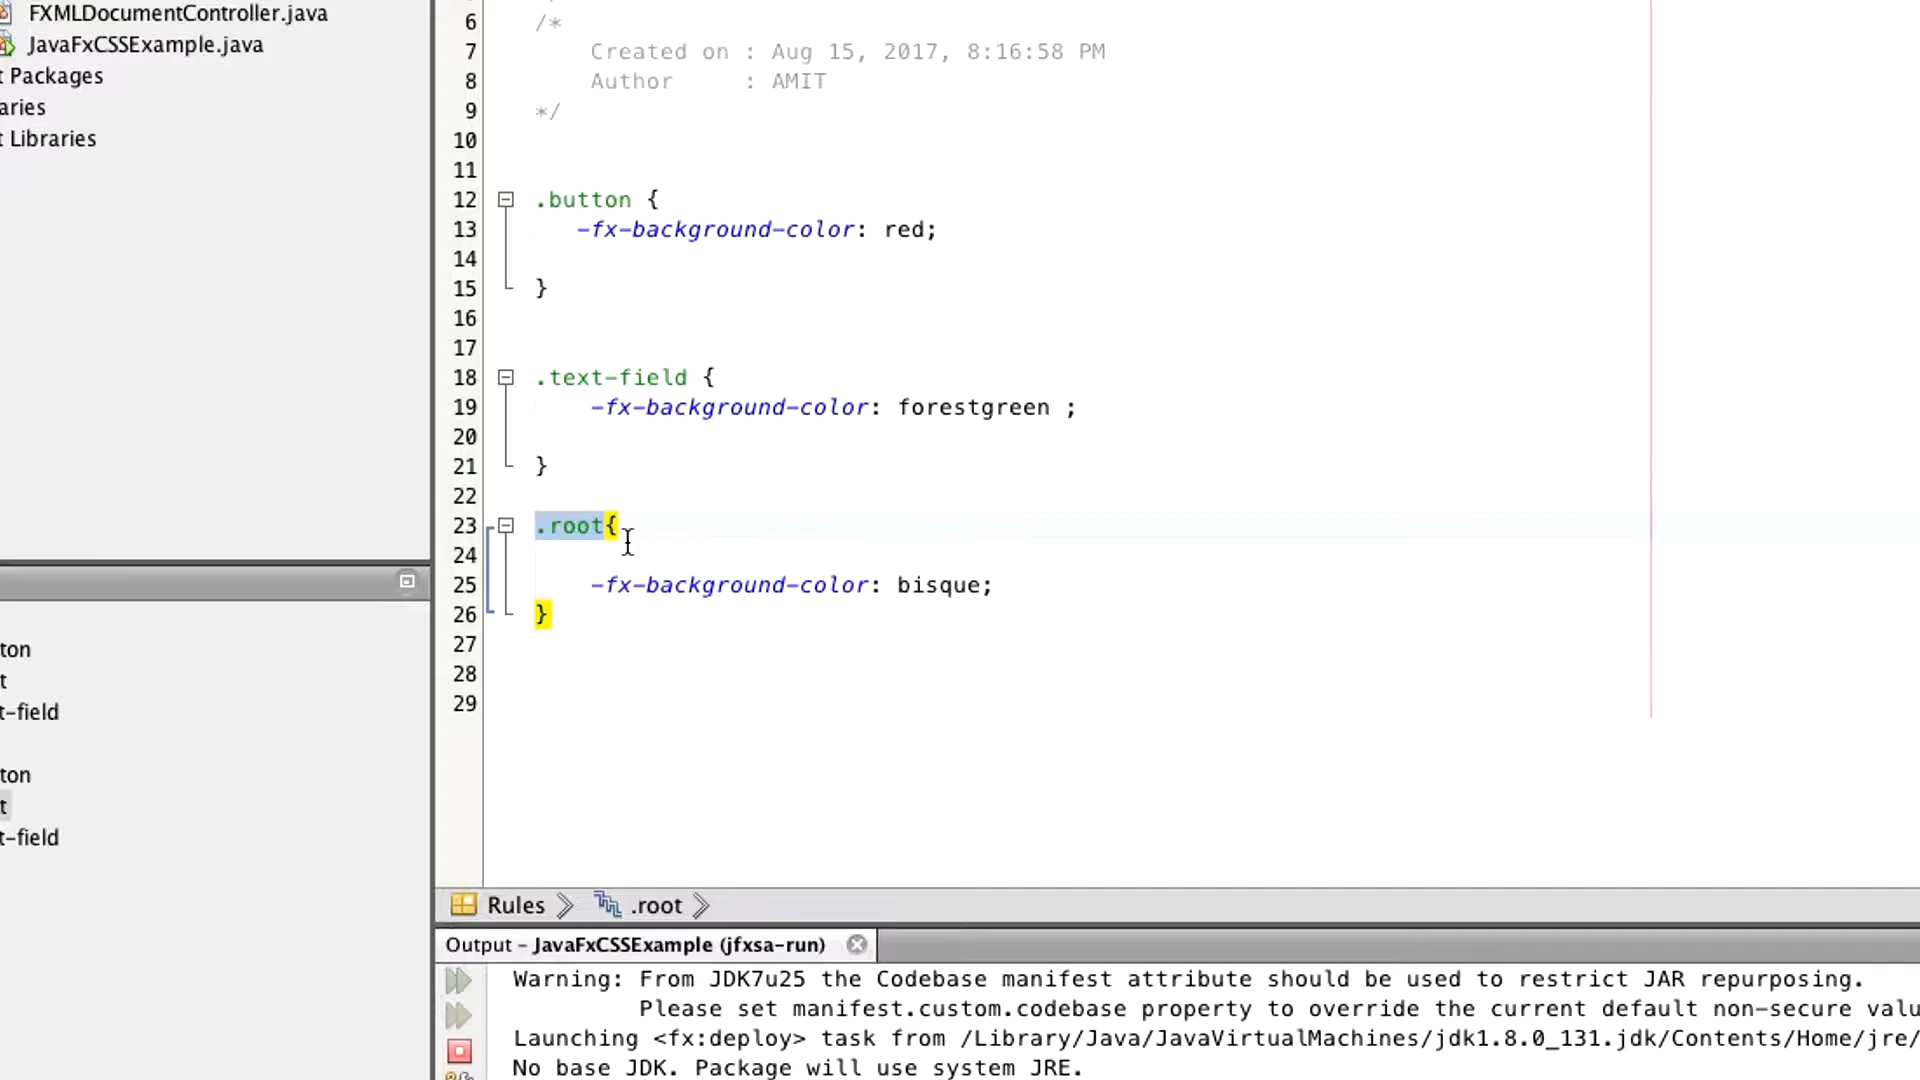 FXMLDocumentController.java
JavaFxCSSExample.java
t Packages
aries
t Libraries
ton
t
t-field
ton
t
t-field
6 /*
7 Created on : Aug 15, 2017, 8:16:58 PM
8 Author : AMIT
9 */
10
11
12 .button {
13 -fx-background-color: red;
14
15 }
16
17
18 .text-field {
19 -fx-background-color: forestgreen ;
20
21 }
22
23 .root{
24
25 -fx-background-color: bisque;
26 }
27
28
29
Rules .root
Output - JavaFxCSSExample (jfxsa-run)
Warning: From JDK7u25 the Codebase manifest attribute should be used to restrict JAR repurposing.
Please set manifest.custom.codebase property to override the current default non-secure valu
Launching <fx:deploy> task from /Library/Java/JavaVirtualMachines/jdk1.8.0_131.jdk/Contents/Home/jre/
No base JDK. Package will use system JRE.